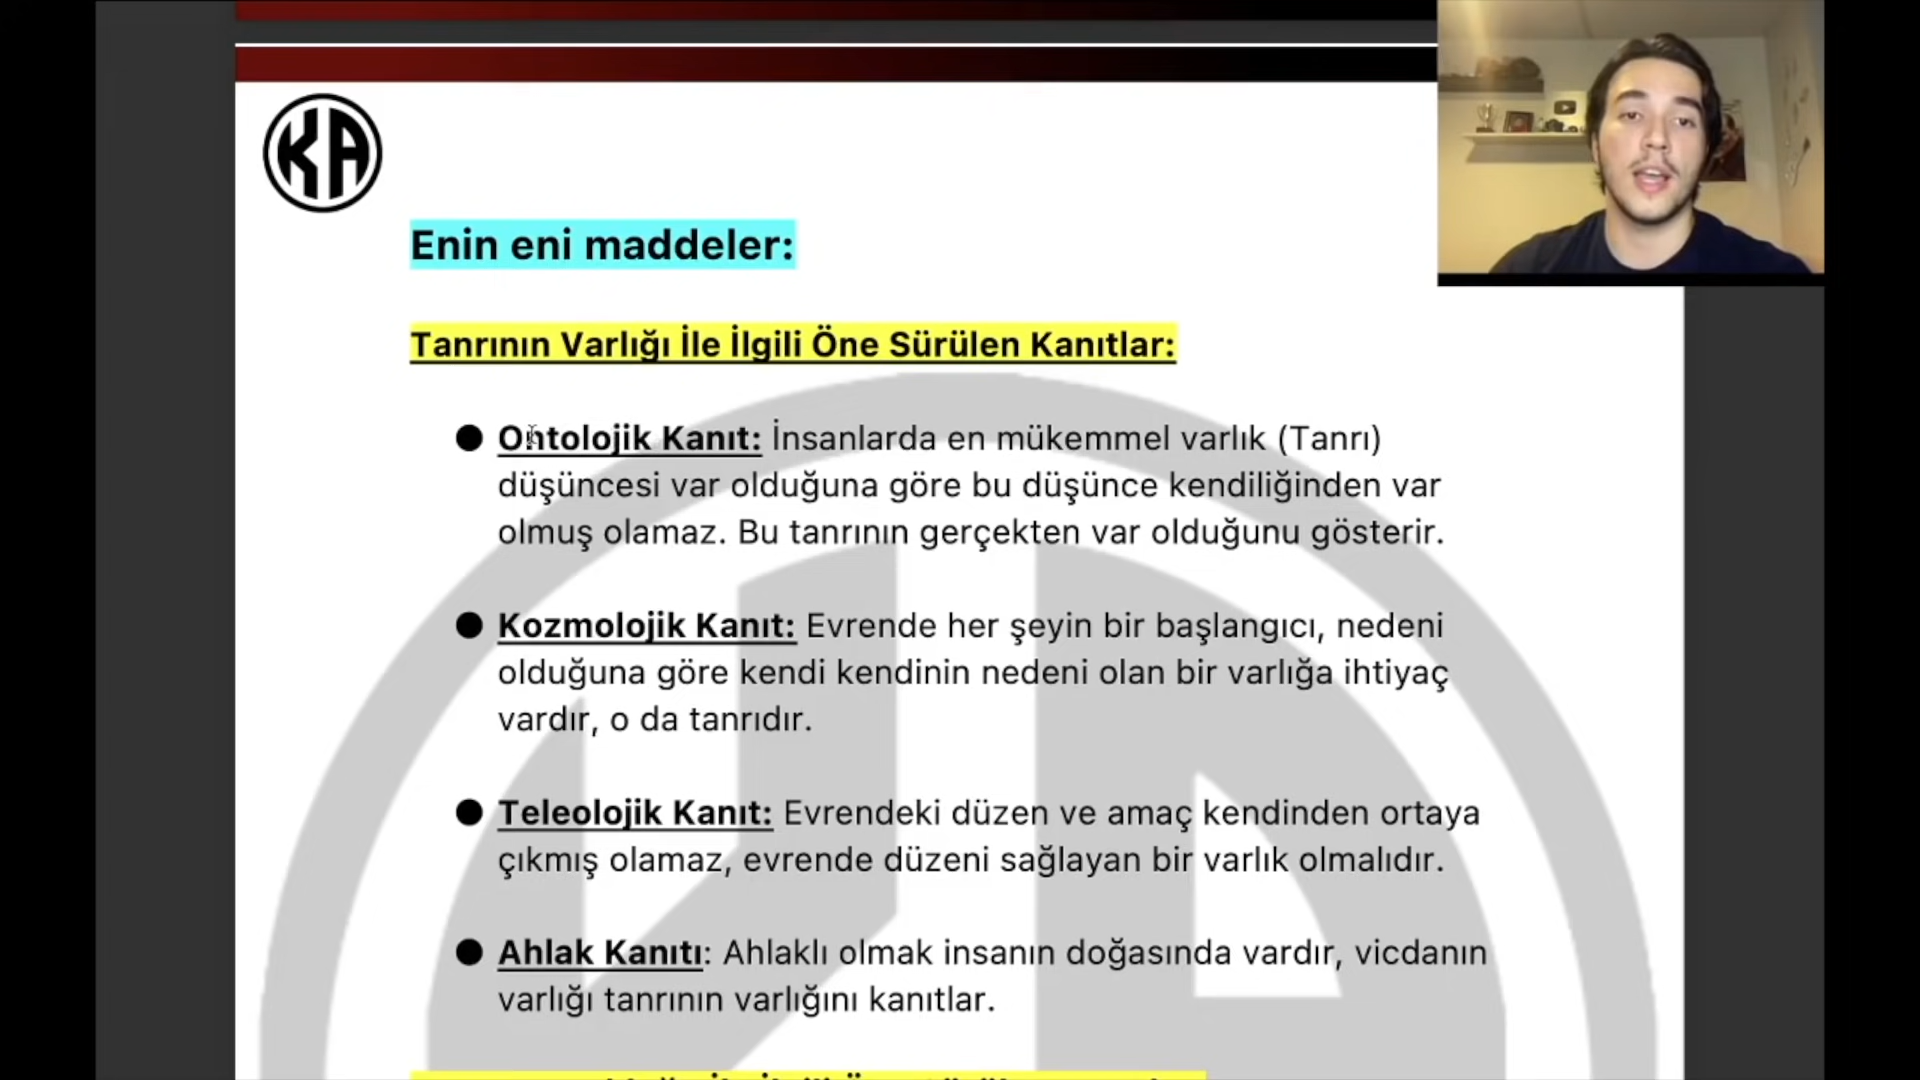 KA
Enin eni maddeler:
Tanrının Varlığı İle İlgili Öne Sürülen Kanıtlar:
● Ontolojik Kanıt: İnsanlarda en mükemmel varlık (Tanrı)
düşüncesi var olduğuna göre bu düşünce kendiliğinden var
olmuş olamaz. Bu tanrının gerçekten var olduğunu gösterir.
● Kozmolojik Kanıt: Evrende her şeyin bir başlangıcı, nedeni
olduğuna göre kendi kendinin nedeni olan bir varlığa ihtiyaç
vardır, o da tanrıdır.
● Teleolojik Kanıt: Evrendeki düzen ve amaç kendinden ortaya
çıkmış olamaz, evrende düzeni sağlayan bir varlık olmalıdır.
● Ahlak Kanıtı: Ahlaklı olmak insanın doğasında vardır, vicdanın
varlığı tanrının varlığını kanıtlar.